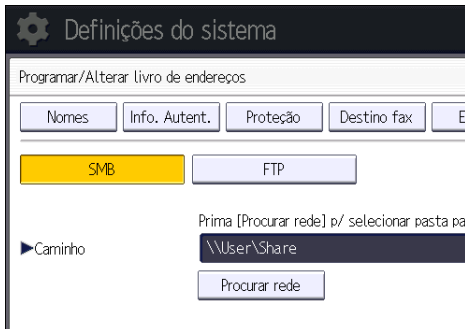 Definições do sistema
Programar/Alterar livro de endereços
Nomes Info. Autent. Proteção Destino fax E
SMB FTP
Prima [Procurar rede] p/ selecionar pasta pa
▶Caminho \\User\Share
Procurar rede